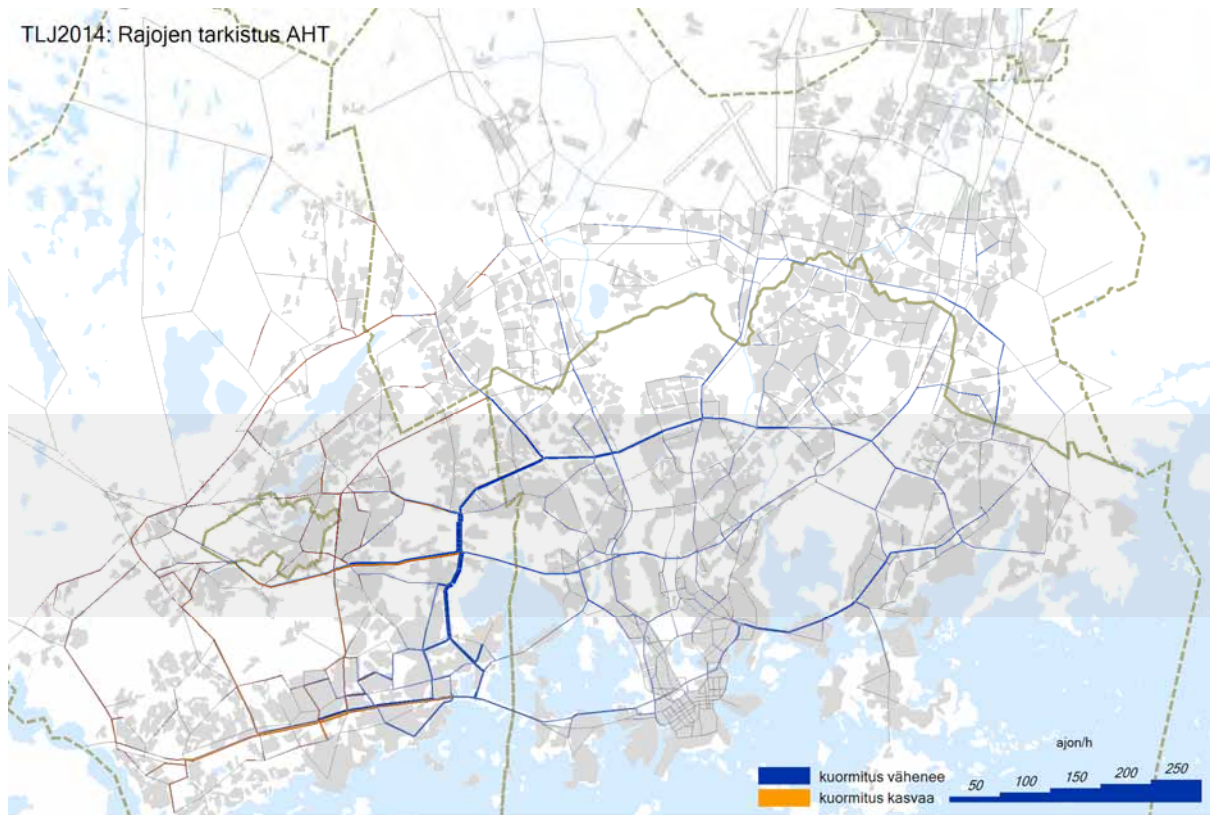 TLJ2014: Rajojen tarkistus AHT
ajon/h
50 100 150 200 250
kuormitus vähenee
kuormitus kasvaa